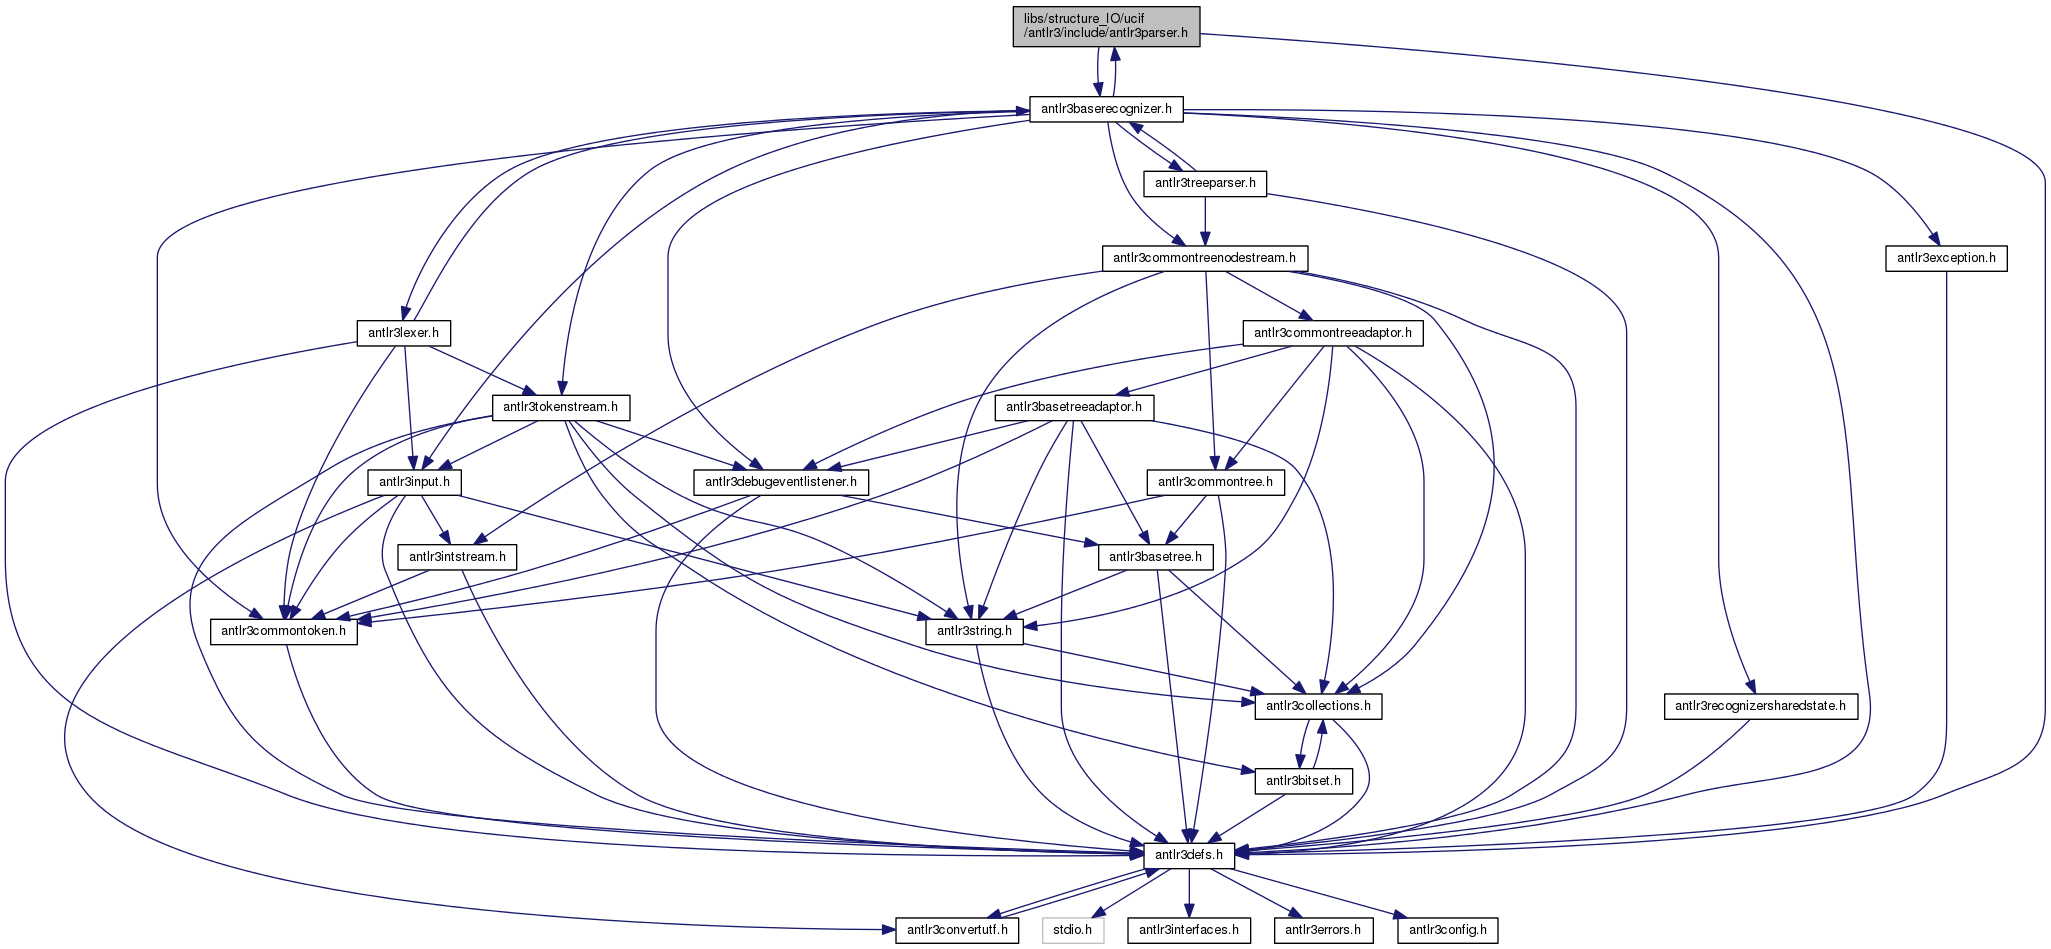 libs/structure_IO/ucif
/antlr3/include/antlr3parser.h
antlr3baserecognizer.h
antlr3treeparser.h
antlr3commontreenodestream.h
antlr3exception.h
antlr3lexer.h
antlr3commontreeadaptor.h
antlr3tokenstream.h
antlr3basetreeadaptor.h
antlr3input.h
antlr3debugeventlistener.h
antlr3commontree.h
antlr3intstream.h
antlr3basetree.h
antlr3commontoken.h
antlr3string.h
antlr3collections.h
antlr3recognizersharedstate.h
antlr3bitset.h
antlr3defs.h
antlr3convertutf.h
stdio.h
antlr3interfaces.h
antlr3errors.h
antlr3config.h